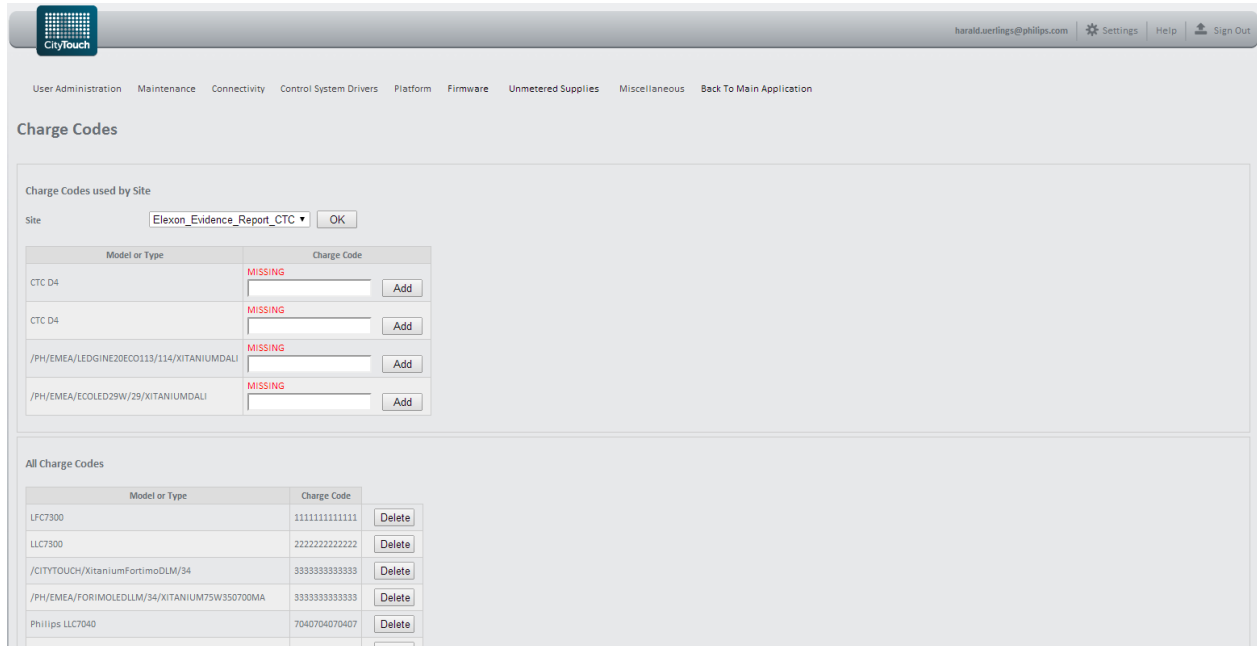 CityTouch
harald.uerlings@philips.com Settings Help Sign Out
User Administration Maintenance Connectivity Control System Drivers Platform Firmware Unmetered Supplies Miscellaneous Back To Main Application
Charge Codes
Charge Codes used by Site
Site Elexon_Evidence_Report_CTC OK
Model or Type Charge Code
MISSING
CTC D4 Add
MISSING
CTC D4 Add
MISSING
/PH/EMEA/LEDGINE20ECO113/114/XITANIUMDALI Add
MISSING
/PH/EMEA/ECOLED29W/29/XITANIUMDALI Add
All Charge Codes
Model or Type Charge Code
LFC7300 1111111111111 Delete
LLC7300 2222222222222 Delete
/CITYTOUCH/XitaniumFortimoDLM/34 3333333333333 Delete
/PH/EMEA/FORIMOLEDLLM/34/XITANIUM75W350700MA 3333333333333 Delete
Philips LLC7040 7040704070407 Delete